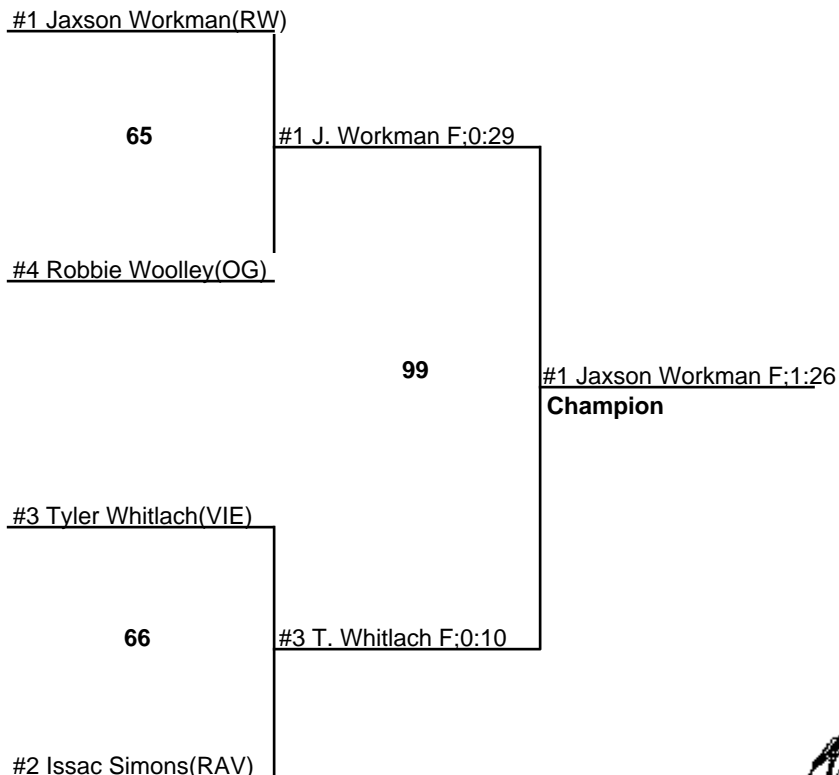 #1 Jaxson Workman(RW)
65
#1 J. Workman F;0:29
#4 Robbie Woolley(OG)
99
#1 Jaxson Workman F;1:26
Champion
#3 Tyler Whitlach(VIE)
66
#3 T. Whitlach F;0:10
#2 Issac Simons(RAV)